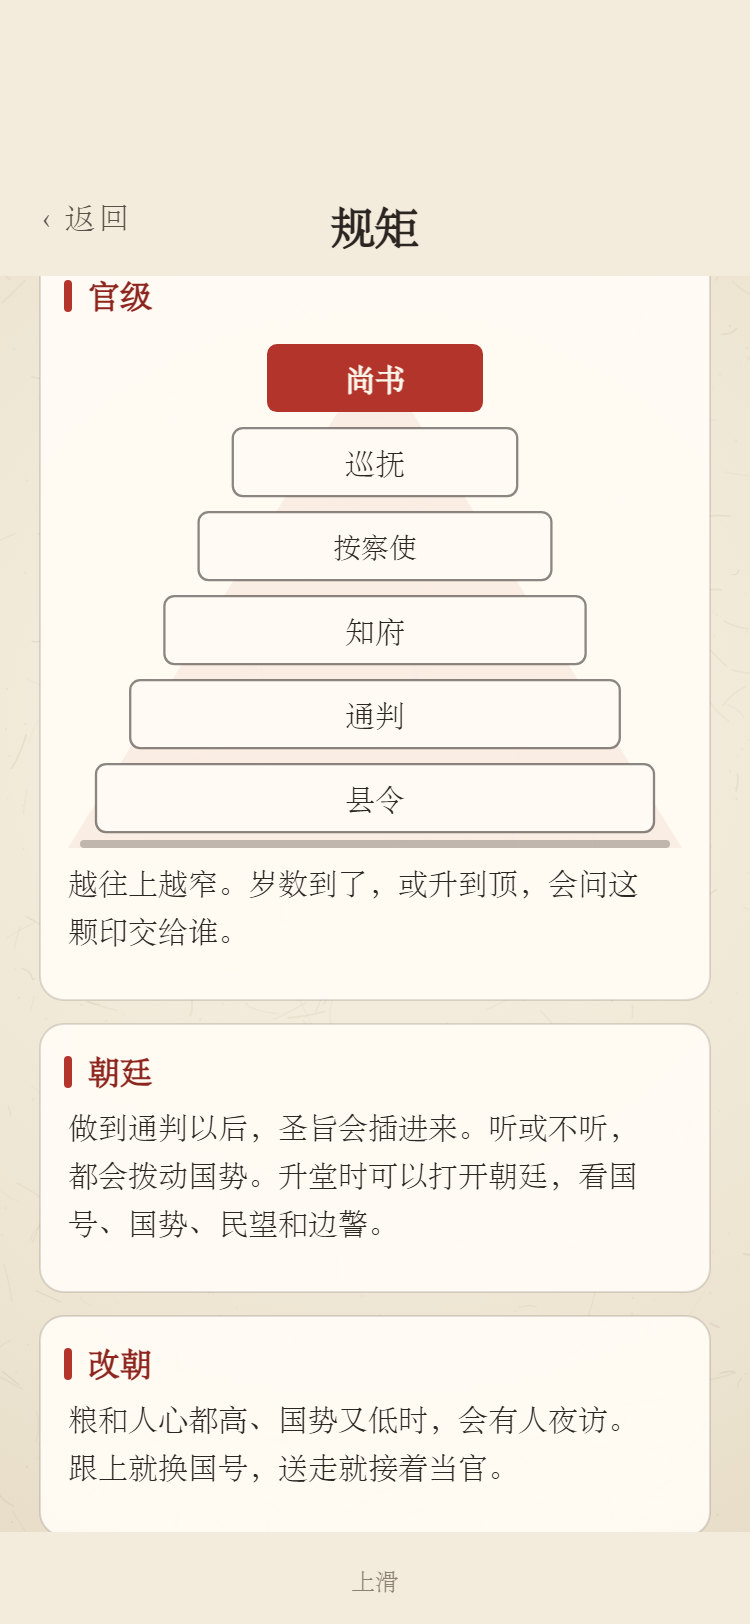 ‹ 返回
规矩
官级
尚书
巡抚
按察使
知府
通判
县令
越往上越窄。岁数到了，或升到顶，会问这
颗印交给谁。
朝廷
做到通判以后，圣旨会插进来。听或不听，
都会拨动国势。升堂时可以打开朝廷，看国
号、国势、民望和边警。
改朝
粮和人心都高、国势又低时，会有人夜访。
跟上就换国号，送走就接着当官。
上滑